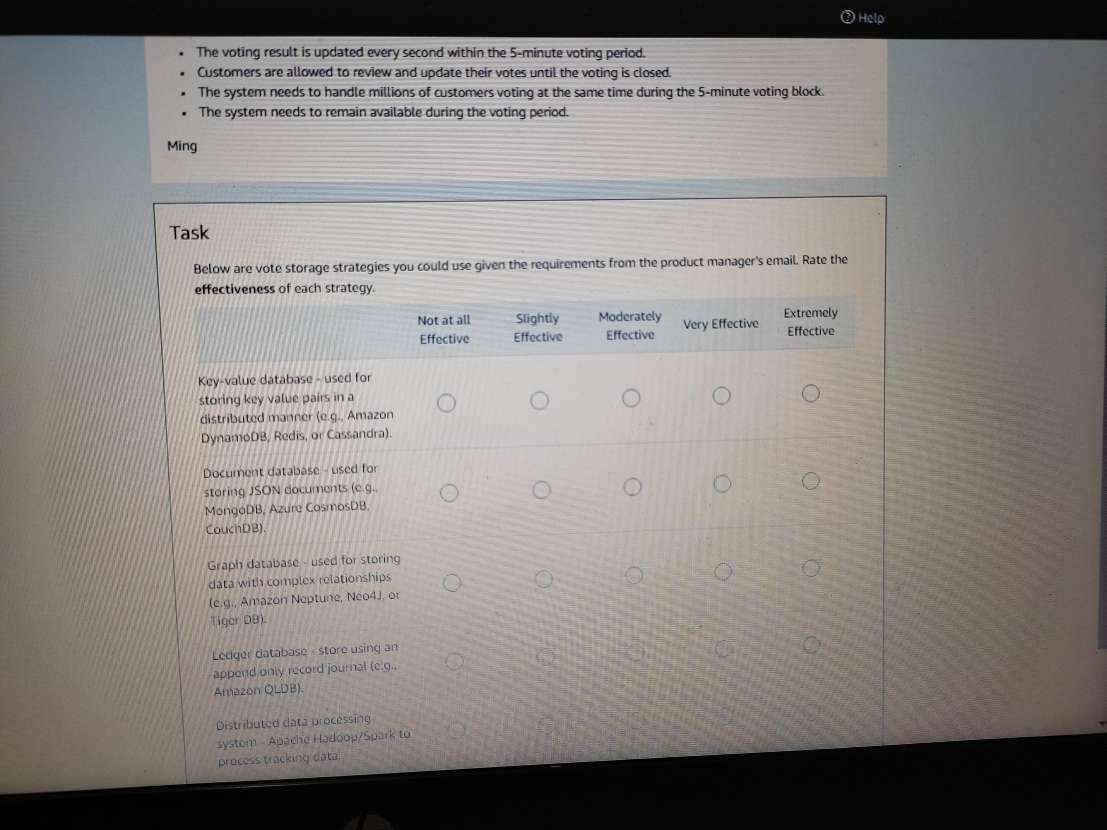 Help
• The voting result is updated every second within the 5-minute voting period.
• Customers are allowed to review and update their votes until the voting is closed.
• The system needs to handle millions of customers voting at the same time during the 5-minute voting block.
• The system needs to remain available during the voting period.
Ming
Task
Below are vote storage strategies you could use given the requirements from the product manager's email. Rate the
effectiveness of each strategy.
Not at all Effective
Slightly Effective
Moderately Effective
Very Effective
Extremely Effective
Key-value database - used for
storing key value pairs in a
distributed manner (e.g., Amazon
DynamoDB, Redis, or Cassandra).
Document database - used for
storing JSON documents (e.g.,
MongoDB, Azure CosmosDB,
CouchDB).
Graph database - used for storing
data with complex relationships
(e.g., Amazon Neptune, Neo4J, or
Tiger DB).
Ledger database - store using an
append only record journal (e.g.,
Amazon QLDB).
Distributed data processing
system - Apache Hadoop/Spark to
process tracking data.